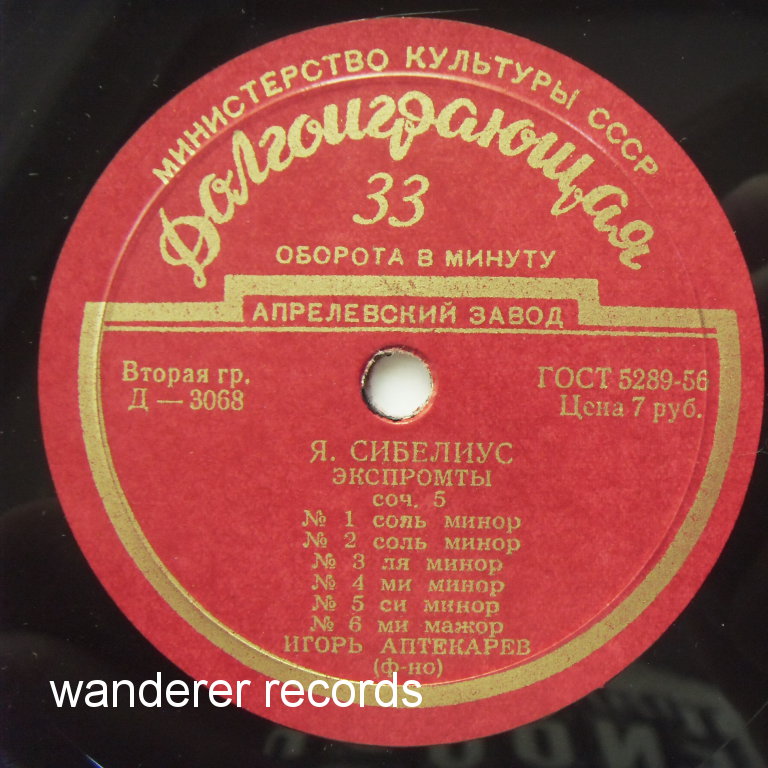 МИНИСТЕРСТВО КУЛЬТУРЫ СССР
Долгоиграющая
33
ОБОРОТА В МИНУТУ
АПРЕЛЕВСКИЙ ЗАВОД
Вторая гр.
Д — 3068
ГОСТ 5289-56
Цена 7 руб.
Я. СИБЕЛИУС
ЭКСПРОМТЫ
соч. 5
№ 1 соль минор
№ 2 соль минор
№ 3 ля минор
№ 4 ми минор
№ 5 си минор
№ 6 ми мажор
ИГОРЬ АПТЕКАРЕВ
(ф-но)
wanderer records